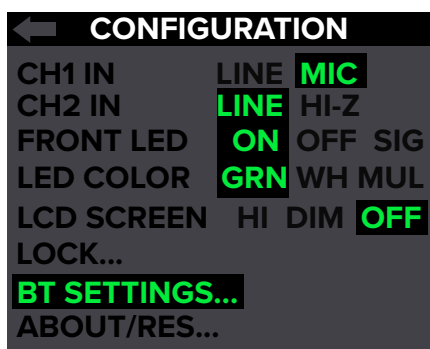 CONFIGURATION
CH1 IN LINE MIC
CH2 IN LINE HI-Z
FRONT LED ON OFF SIG
LED COLOR GRN WH MUL
LCD SCREEN HI DIM OFF
LOCK...
BT SETTINGS...
ABOUT/RES...